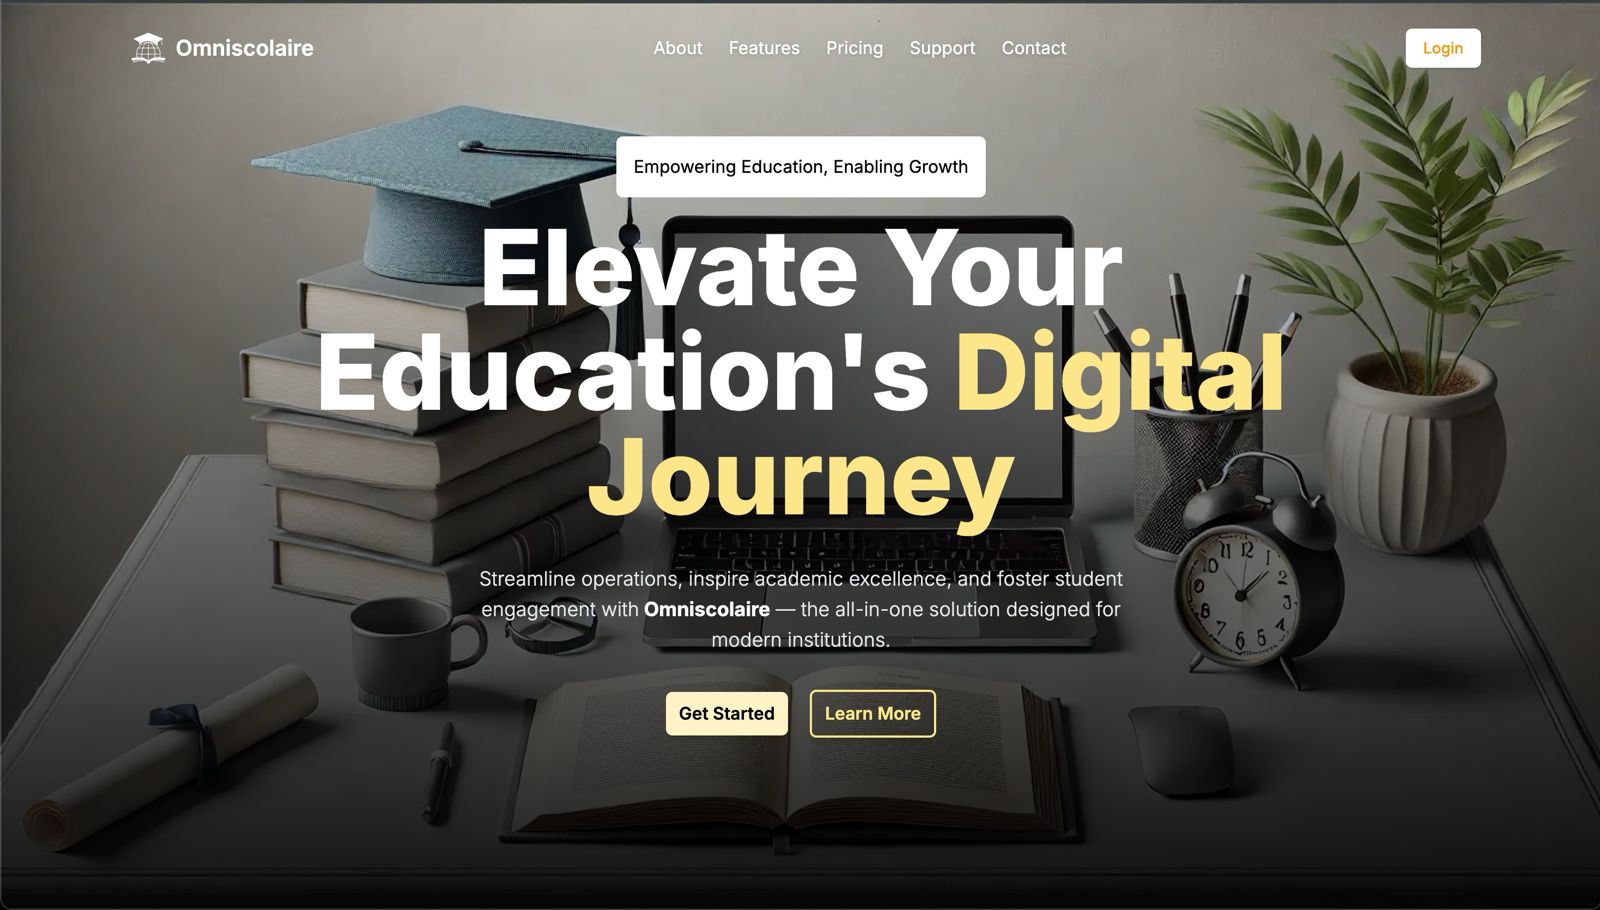 Omniscolaire
About Features Pricing Support Contact
Login
Empowering Education, Enabling Growth
Elevate Your
Education's Digital
Journey
Streamline operations, inspire academic excellence, and foster student
engagement with Omniscolaire — the all-in-one solution designed for
modern institutions.
Get Started
Learn More